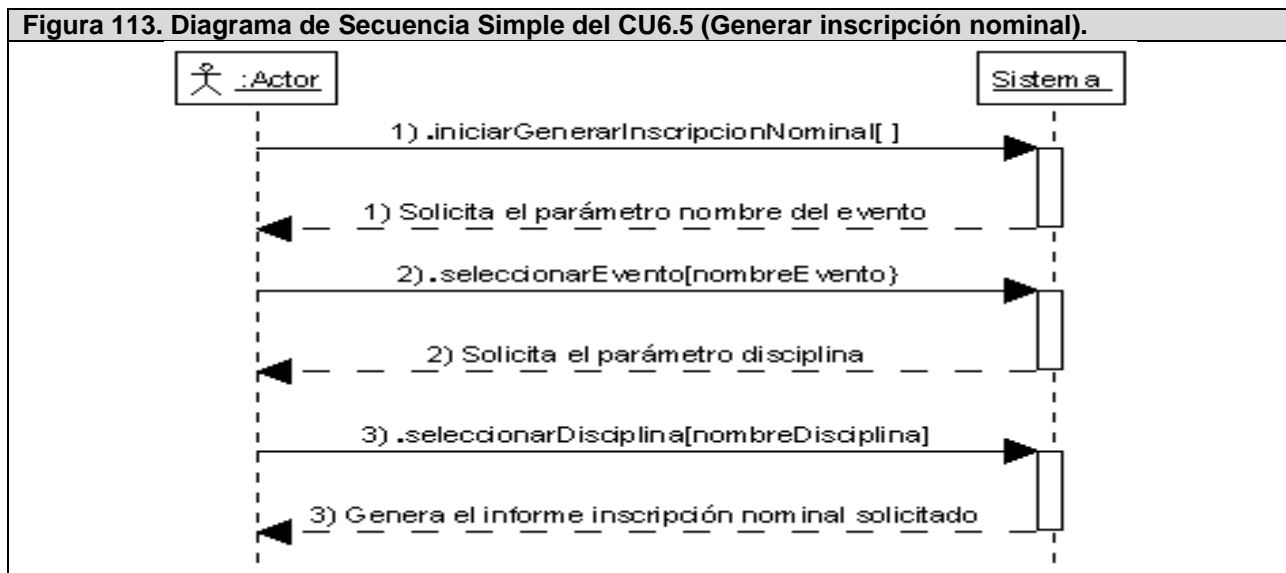 Figura 113. Diagrama de Secuencia Simple del CU6.5 (Generar inscripción nominal).
:Actor
Sistema
1) .iniciarGenerarInscripcionNominal[ ]
1) Solicita el parámetro nombre del evento
2).seleccionarEvento[nombreEvento}
2) Solicita el parámetro disciplina
3) .seleccionarDisciplina[nombreDisciplina]
3) Genera el informe inscripción nominal solicitado